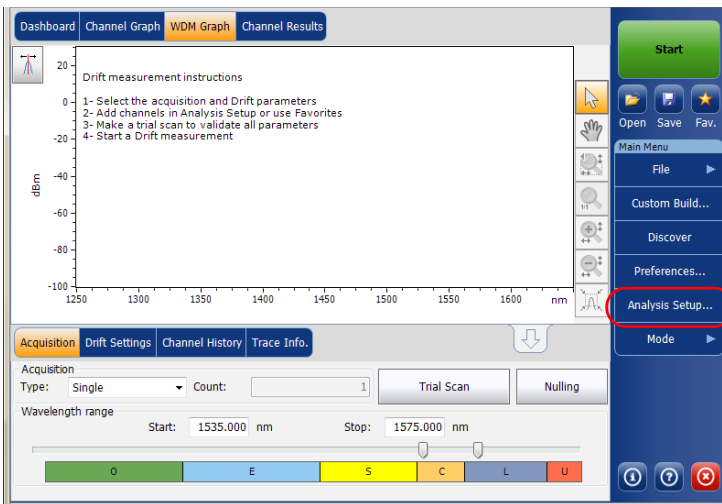 Dashboard Channel Graph WDM Graph Channel Results
Start
20
Drift measurement instructions
0
1- Select the acquisition and Drift parameters
2- Add channels in Analysis Setup or use Favorites
3- Make a trial scan to validate all parameters
4- Start a Drift measurement
-20
-40
-60
-80
-100
dBm
1250 1300 1350 1400 1450 1500 1550 1600 nm
1:1
Open Save Fav.
Main Menu
File
Custom Build...
Discover
Preferences...
Analysis Setup...
Mode
Acquisition Drift Settings Channel History Trace Info.
Acquisition
Type: Single Count: 1 Trial Scan Nulling
Wavelength range
Start: 1535.000 nm Stop: 1575.000 nm
O E S C L U